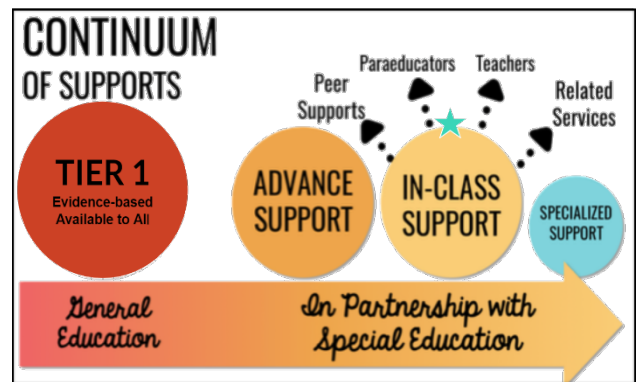 CONTINUUM
OF SUPPORTS
Paraeducators
Teachers
Peer
Supports
Related
Services
TIER 1
Evidence-based
Available to All
ADVANCE
SUPPORT
IN-CLASS
SUPPORT
SPECIALIZED
SUPPORT
General
Education
In Partnership with
Special Education